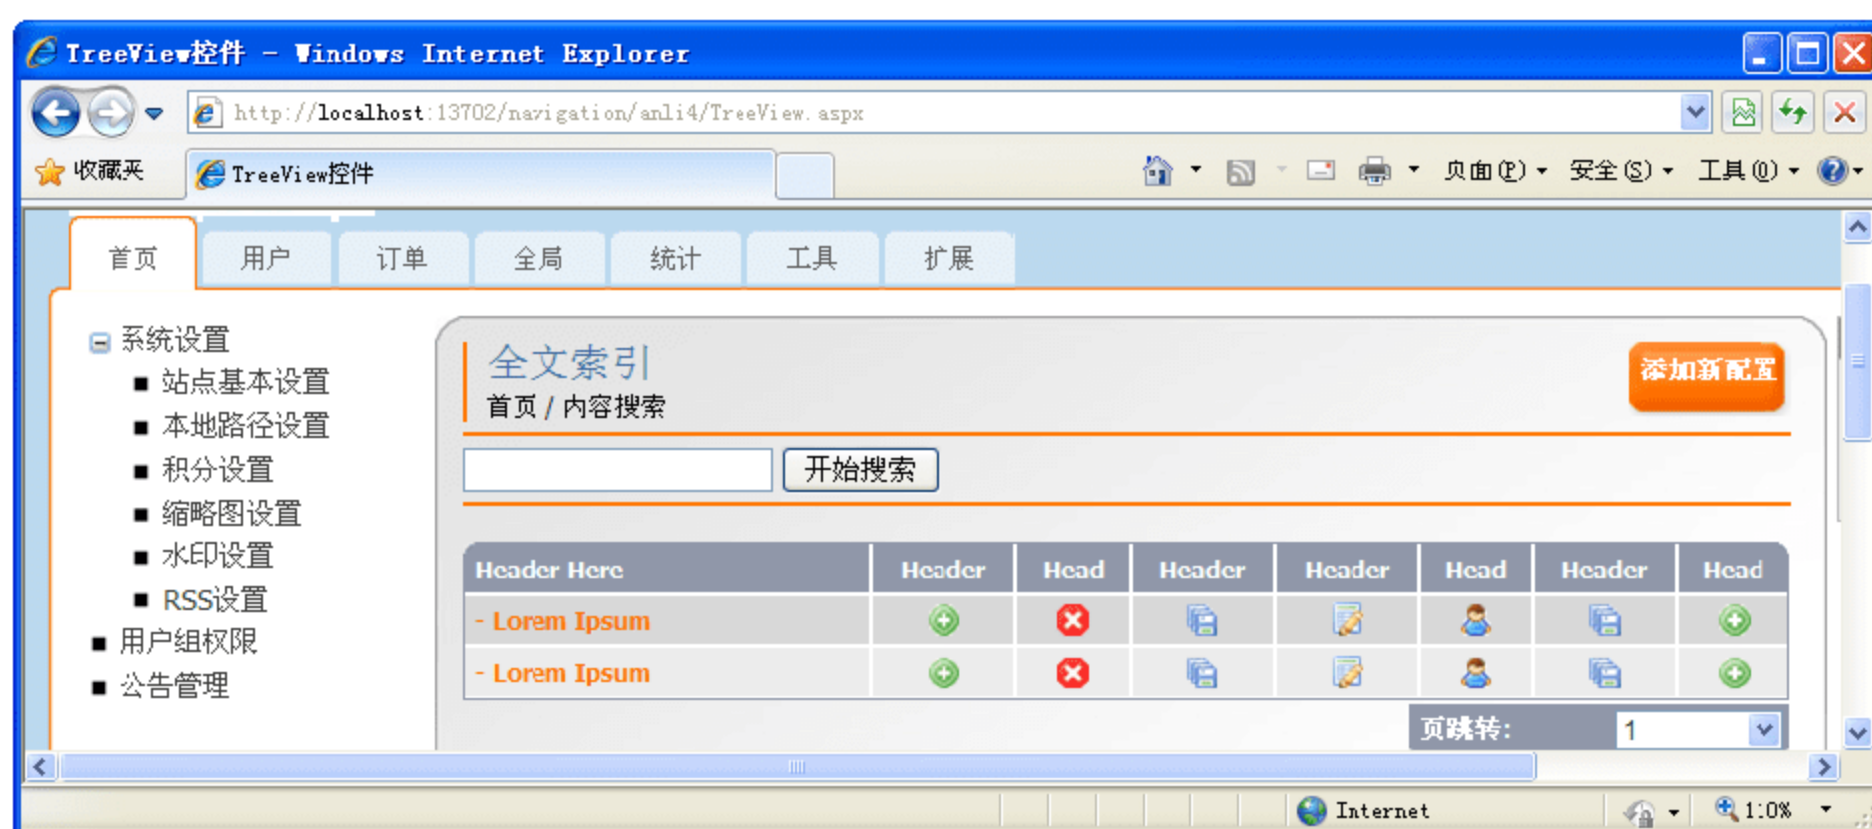 TreeView控件 - Windows Internet Explorer
http://localhost:13702/navigation/anli4/TreeView.aspx
收藏夹 TreeView控件 页面(P) 安全(S) 工具(O)
首页 用户 订单 全局 统计 工具 扩展
系统设置
站点基本设置
本地路径设置
积分设置
缩略图设置
水印设置
RSS设置
用户组权限
公告管理
全文索引
首页 / 内容搜索
添加新配置
开始搜索
Header Here Header Head Header Header Head Header Head
- Lorem Ipsum
- Lorem Ipsum
页跳转: 1
Internet